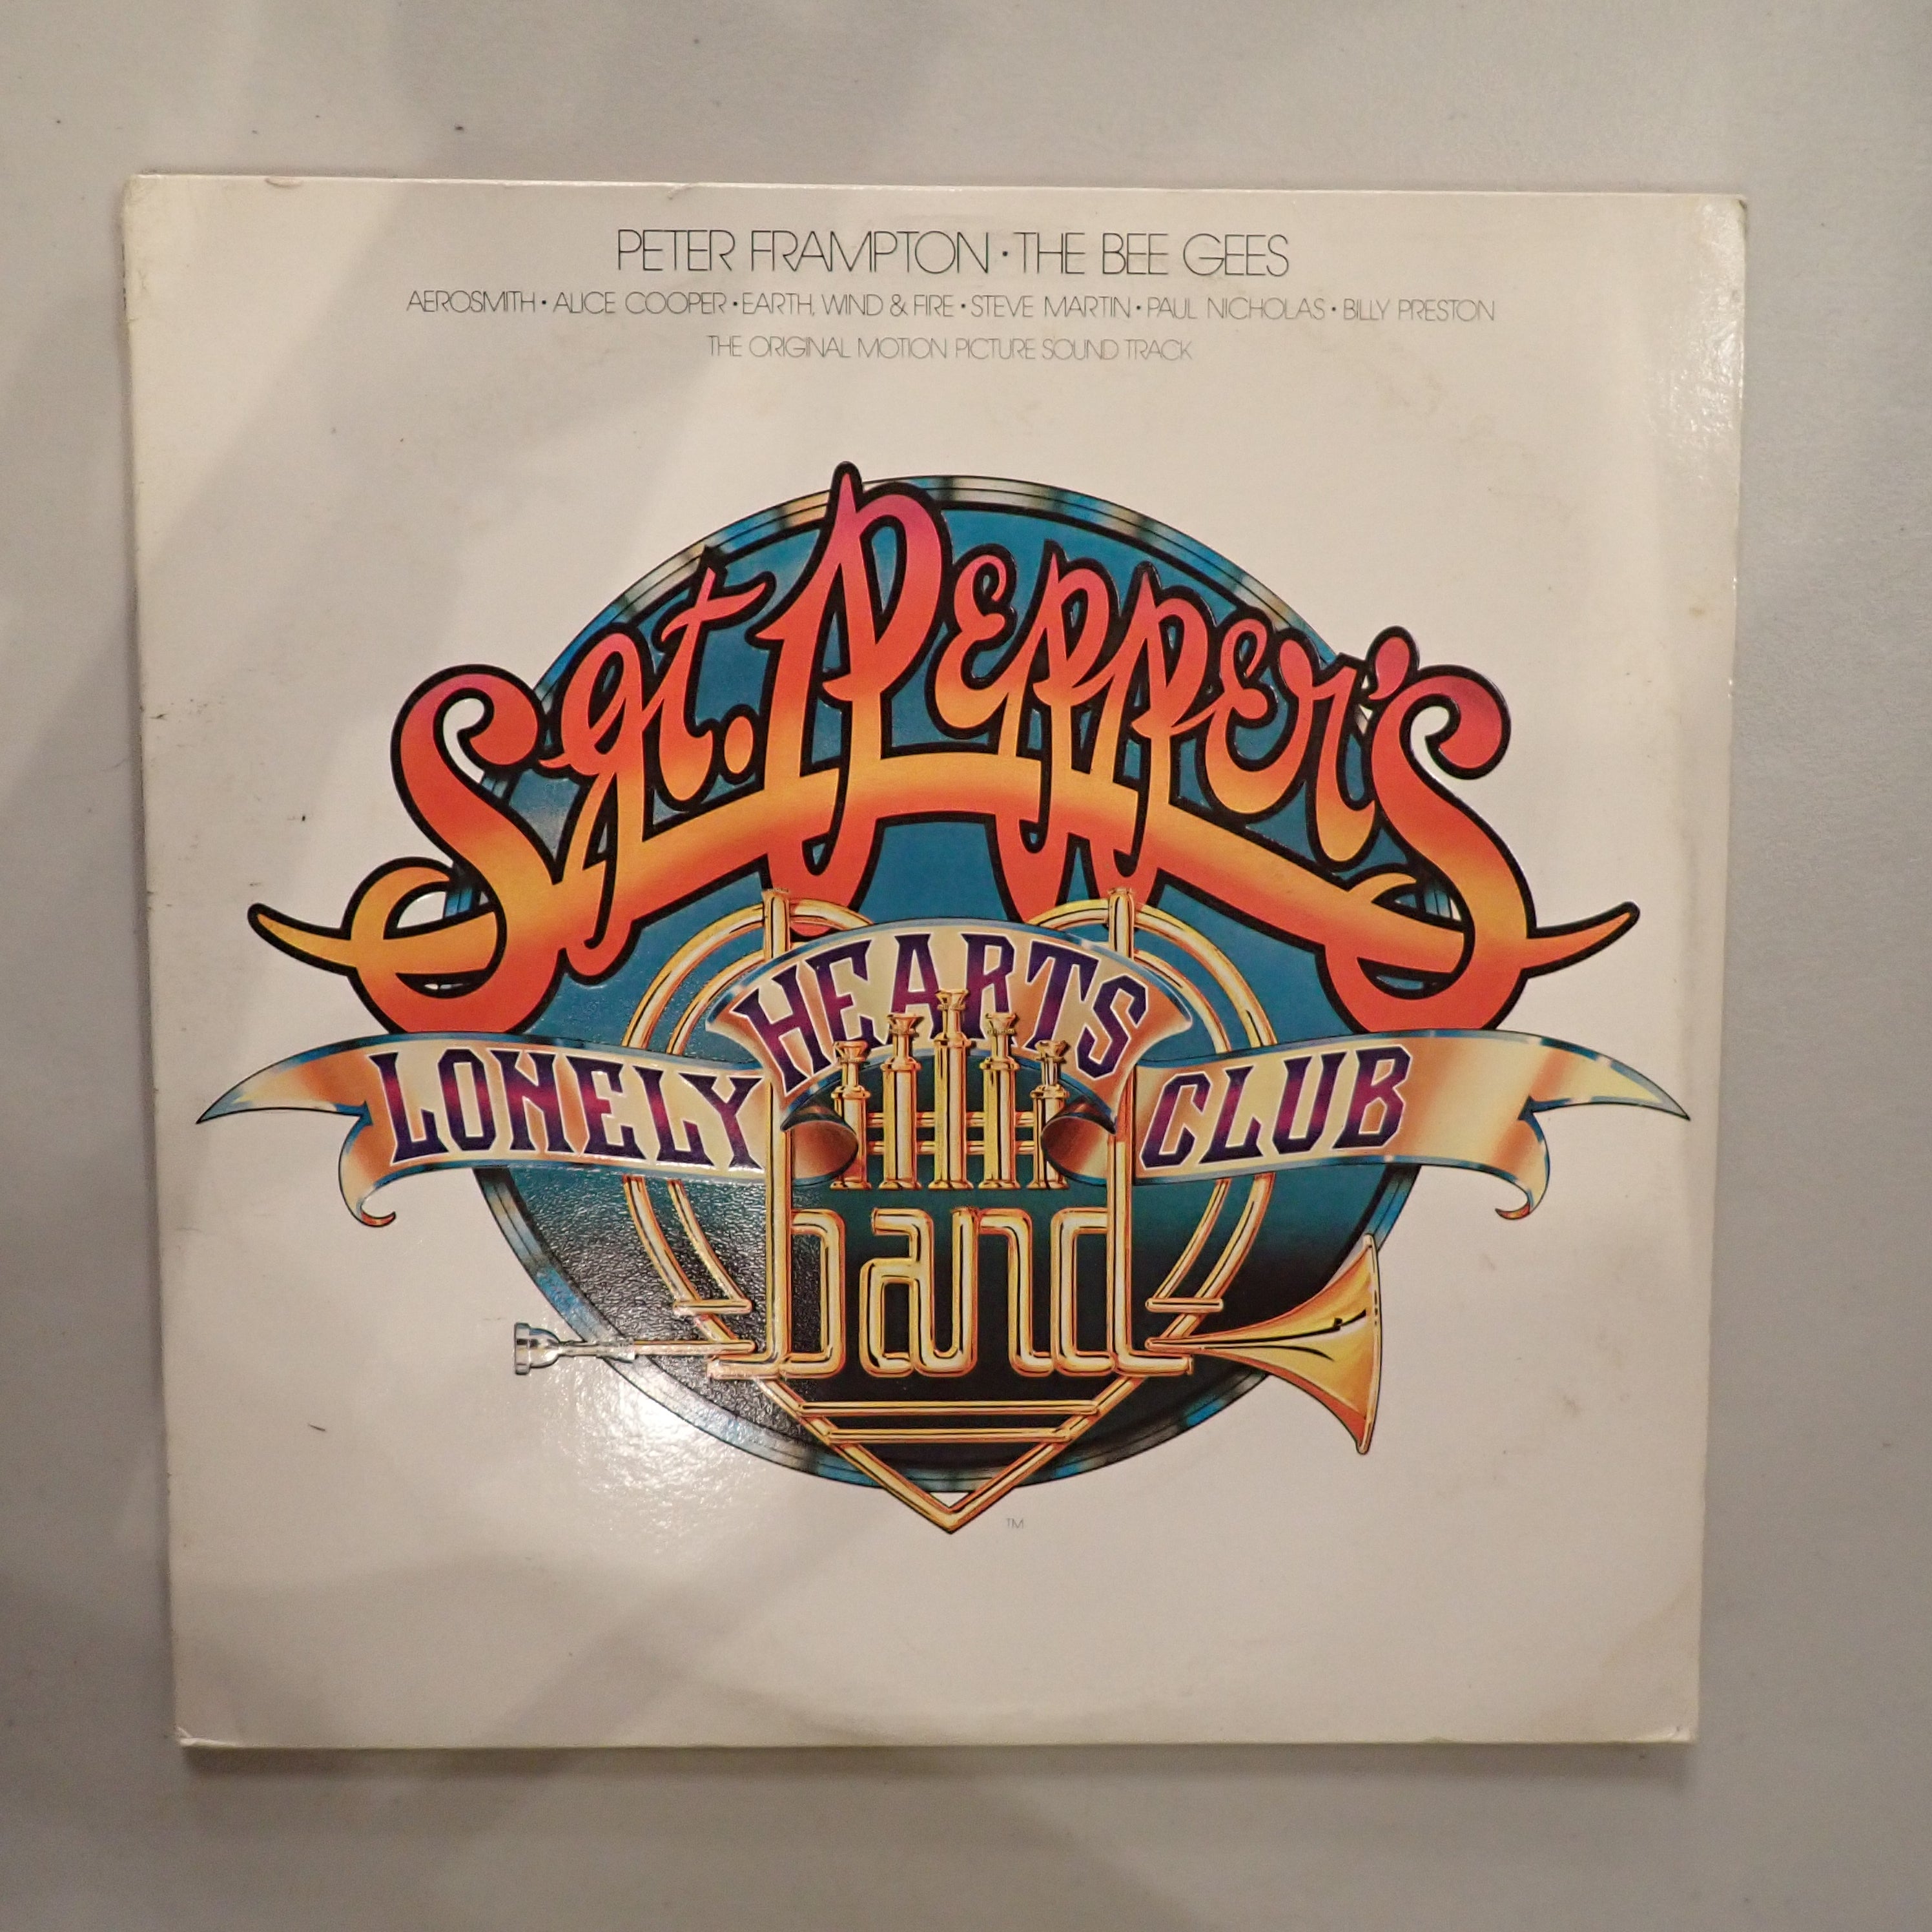 PETER FRAMPTON • THE BEE GEES
AEROSMITH • ALICE COOPER • EARTH, WIND & FIRE • STEVE MARTIN • PAUL NICHOLAS • BILLY PRESTON
THE ORIGINAL MOTION PICTURE SOUND TRACK
Sgt. Pepper's
LONELY HEARTS CLUB
band
TM